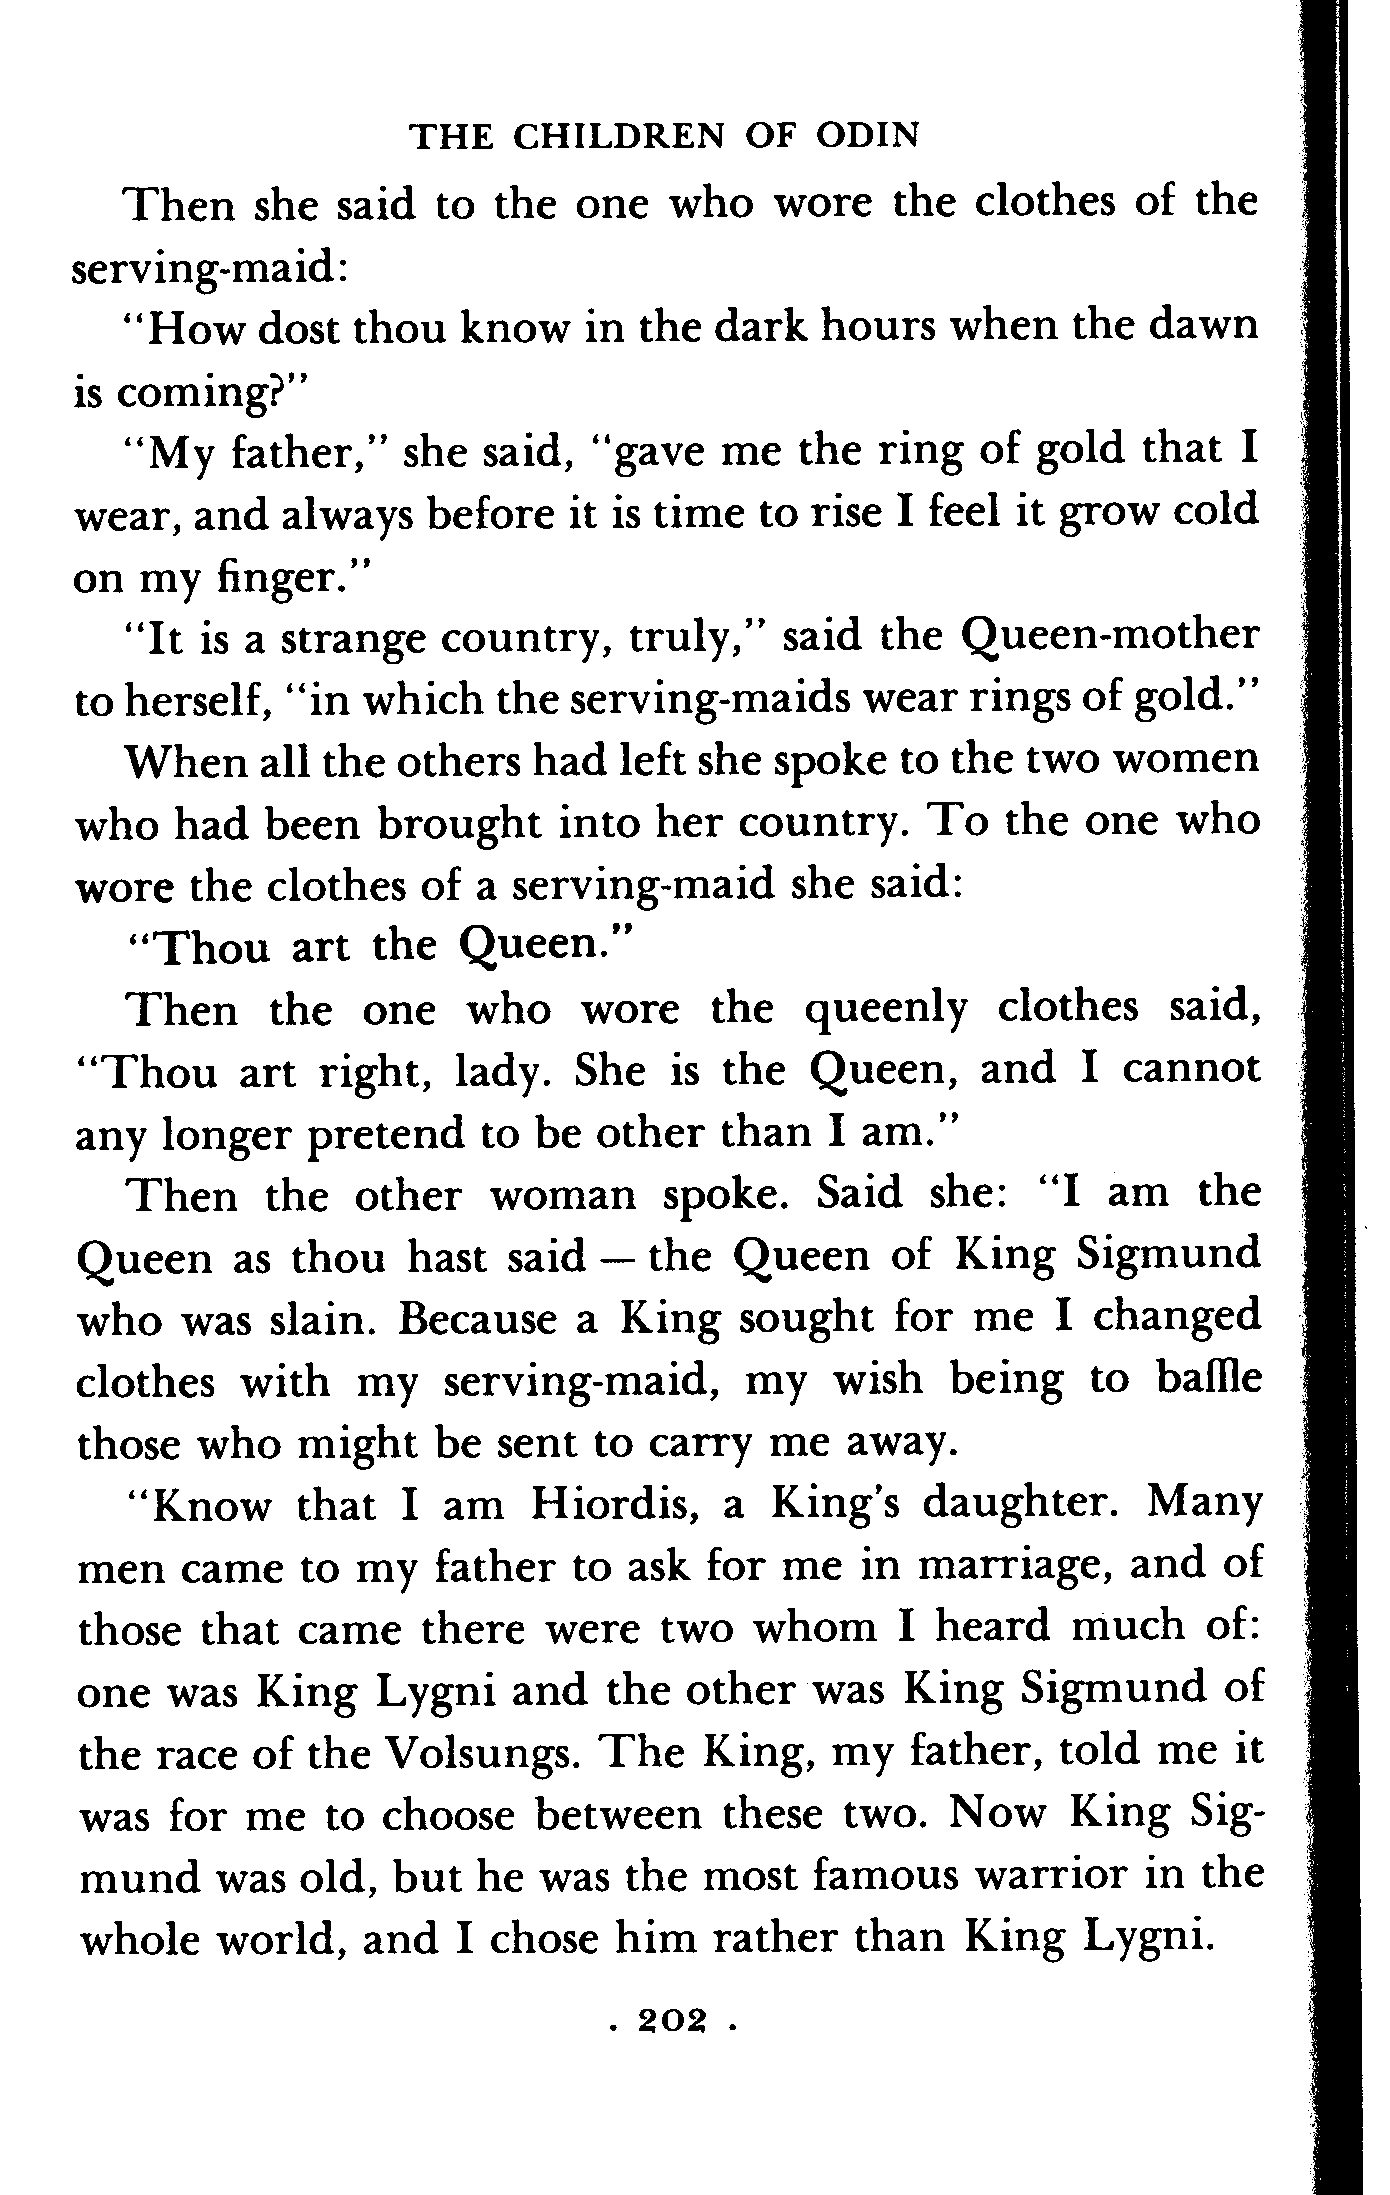 THE CHILDREN OF ODIN
Then she said to the one who wore the clothes of the
serving-maid:
"How dost thou know in the dark hours when the dawn
is coming?"
"My father," she said, "gave me the ring of gold that I
wear, and always before it is time to rise I feel it grow cold
on my finger."
"It is a strange country, truly," said the Queen-mother
to herself, "in which the serving-maids wear rings of gold."
When all the others had left she spoke to the two women
who had been brought into her country. To the one who
wore the clothes of a serving-maid she said:
"Thou art the Queen."
Then the one who wore the queenly clothes said,
"Thou art right, lady. She is the Queen, and I cannot
any longer pretend to be other than I am."
Then the other woman spoke. Said she: "I am the
Queen as thou hast said — the Queen of King Sigmund
who was slain. Because a King sought for me I changed
clothes with my serving-maid, my wish being to baffle
those who might be sent to carry me away.
"Know that I am Hiordis, a King's daughter. Many
men came to my father to ask for me in marriage, and of
those that came there were two whom I heard much of:
one was King Lygni and the other was King Sigmund of
the race of the Volsungs. The King, my father, told me it
was for me to choose between these two. Now King Sig-
mund was old, but he was the most famous warrior in the
whole world, and I chose him rather than King Lygni.
. 202 .